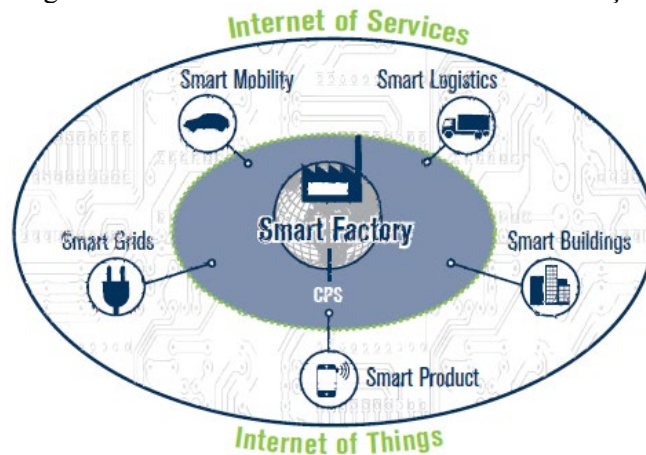 Internet of Services
Smart Mobility
Smart Logistics
Smart Factory
Smart Grids
Smart Buildings
CPS
Smart Product
Internet of Things